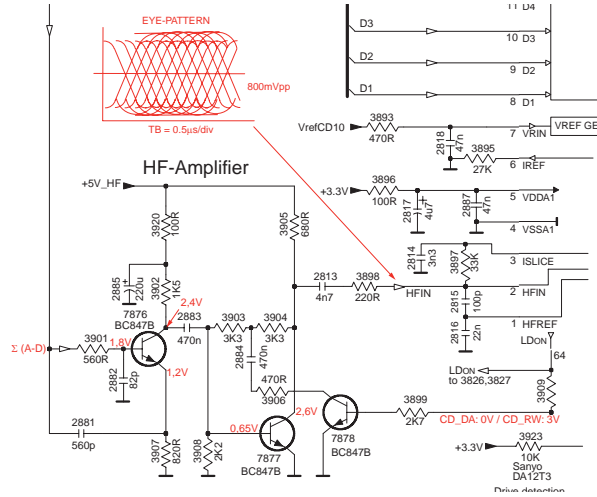 EYE-PATTERN
800mVpp
TB = 0.5µs/div
HF-Amplifier
+5V_HF
3920
100R
3905
680R
2885
220u
3902
1K5
2,4V
7876
BC847B
2883
470n
3903
3K3
3904
3K3
2884
470n
470R
3906
Σ (A-D)
3901
560R
1,8V
2882
82p
1,2V
2881
560p
3907
820R
3908
2K2
0,65V
7877
BC847B
2,6V
7878
BC847B
3899
2K7
CD_DA: 0V / CD_RW: 3V
2813
4n7
3898
220R
HFIN
11 D4
D3
10 D3
D2
9 D2
D1
8 D1
VrefCD10
3893
470R
2818
47n
7 VRIN
VREF GE
3895
27K
6 IREF
+3.3V
3896
100R
2817
4u7
2887
47n
5 VDDA1
4 VSSA1
2814
3n3
3897
33K
3 ISLICE
2815
100p
2 HFIN
2816
22n
1 HFREF
LDON
64
LDON
to 3826,3827
3909
+3.3V
3923
10K
Sanyo
DA12T3
Drive detection